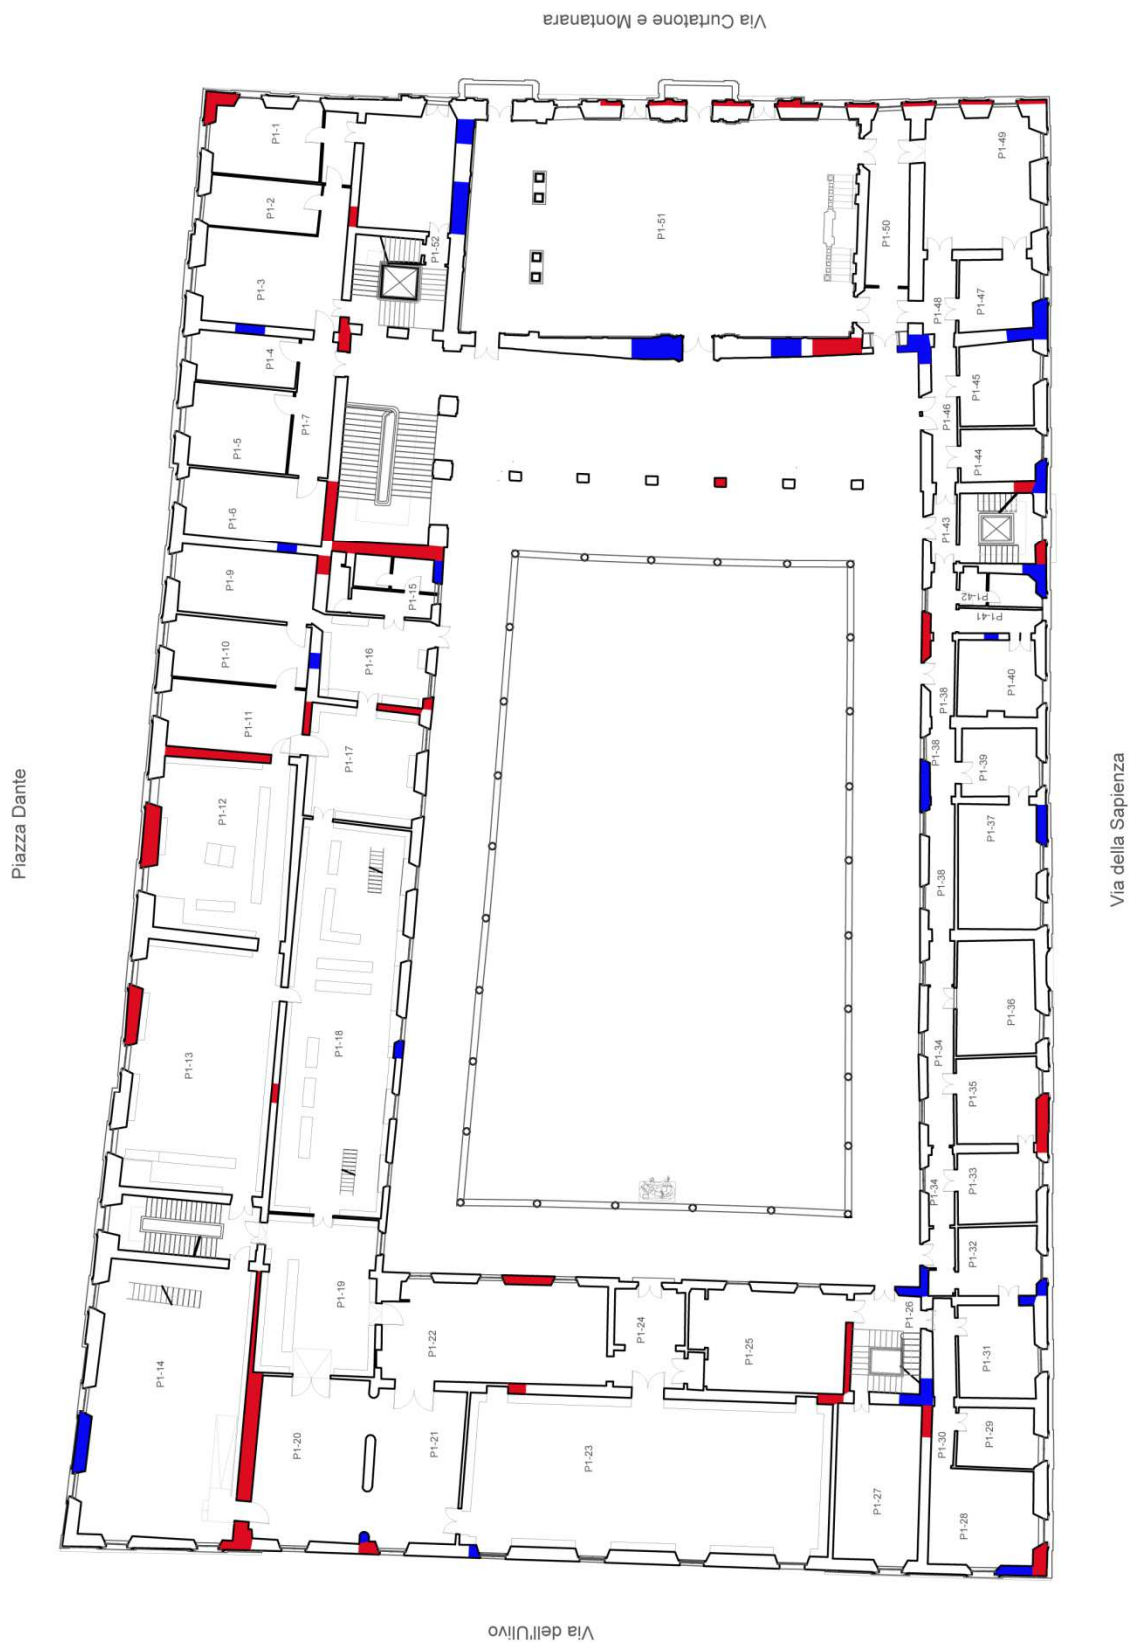 Via Curtatone e Montanara
P1-1
P1-49
P1-2
P1-51
P1-50
P1-52
P1-3
P1-47
P1-48
P1-4
P1-45
P1-46
P1-7
P1-5
P1-44
P1-6
P1-43
P1-9
P1-15
P1-42
P1-41
P1-10
P1-16
P1-40
P1-38
P1-11
P1-17
P1-38
P1-39
Piazza Dante
P1-12
P1-37
Via della Sapienza
P1-38
P1-36
P1-13
P1-18
P1-34
P1-35
P1-33
P1-34
P1-32
P1-19
P1-26
P1-24
P1-22
P1-25
P1-31
P1-14
P1-20
P1-21
P1-29
P1-30
P1-23
P1-27
P1-28
Via dell'Ulivo